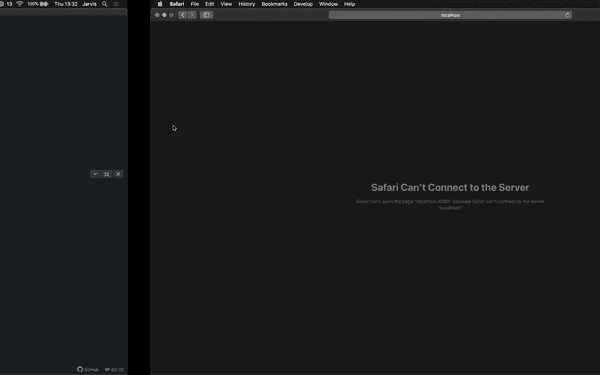 13 100% Thu 13:32 Jarvis
Safari File Edit View History Bookmarks Develop Window Help
localhost
Safari Can't Connect to the Server
Safari can't open the page "localhost:8080" because Safari can't connect to the server
"localhost".
GitHub Git (3)